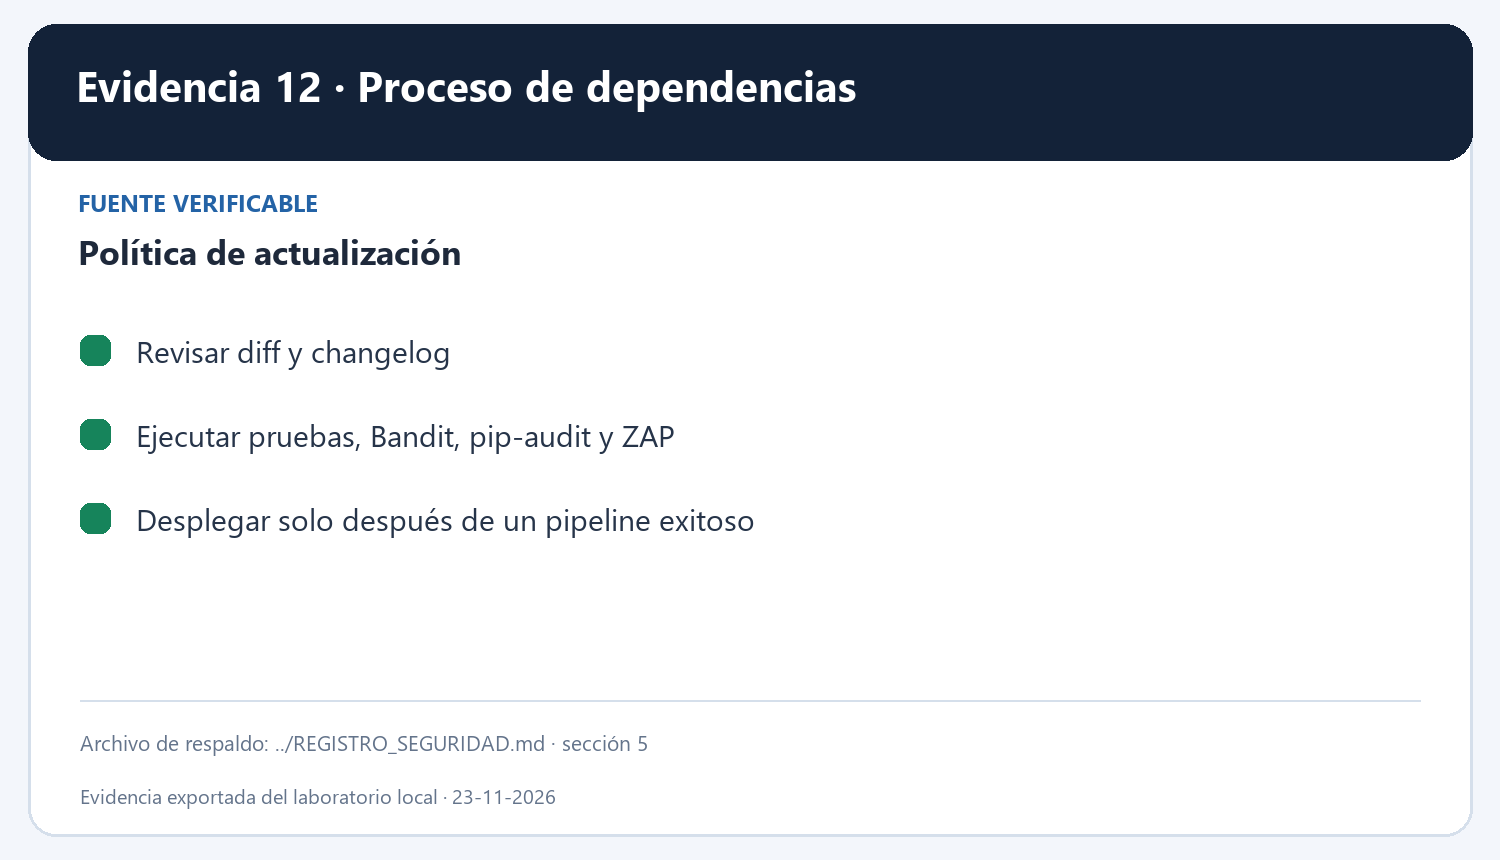 Evidencia 12 · Proceso de dependencias
FUENTE VERIFICABLE
Política de actualización
Revisar diff y changelog
Ejecutar pruebas, Bandit, pip-audit y ZAP
Desplegar solo después de un pipeline exitoso
Archivo de respaldo: ../REGISTRO_SEGURIDAD.md · sección 5
Evidencia exportada del laboratorio local · 23-11-2026